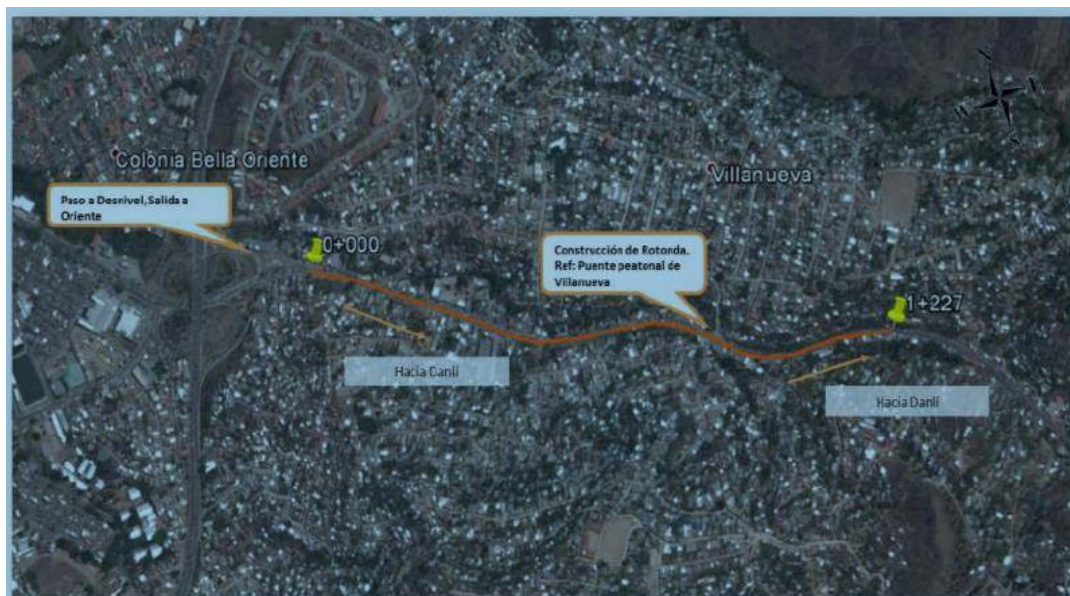 Colonia Bella Oriente
Villanueva
Paso a Desnivel, Salida a
Oriente
0+000
Construcción de Rotonda.
Ref: Puente peatonal de
Villanueva
1+227
Hacia Danlí
Hacia Danlí